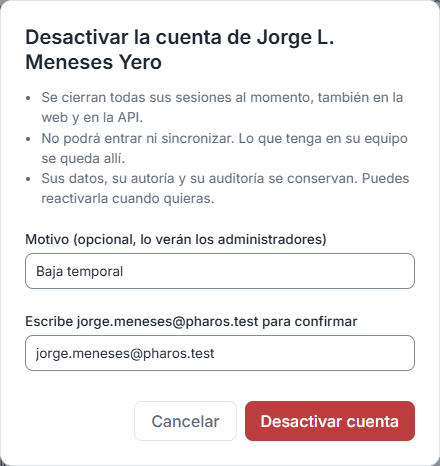 Desactivar la cuenta de Jorge L.
Meneses Yero
• Se cierran todas sus sesiones al momento, también en la
web y en la API.
• No podrá entrar ni sincronizar. Lo que tenga en su equipo
se queda allí.
• Sus datos, su autoría y su auditoría se conservan. Puedes
reactivarla cuando quieras.
Motivo (opcional, lo verán los administradores)
Baja temporal
Escribe jorge.meneses@pharos.test para confirmar
jorge.meneses@pharos.test
Cancelar
Desactivar cuenta